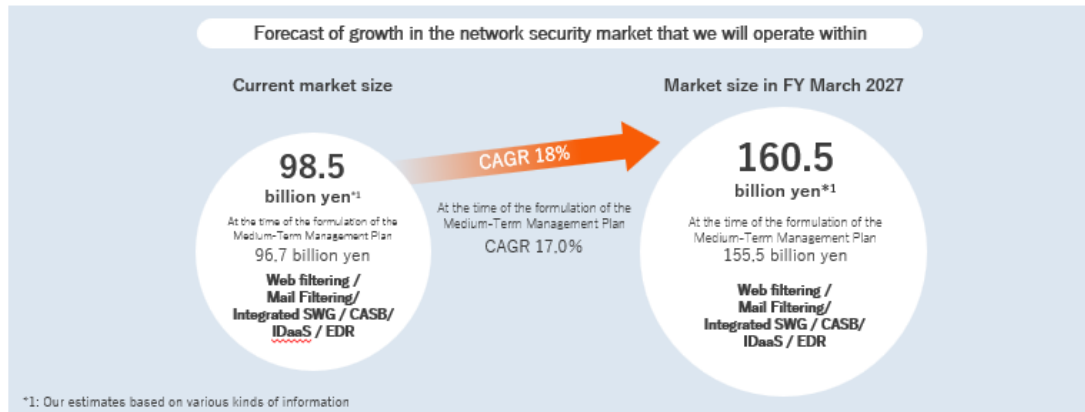 Forecast of growth in the network security market that we will operate within
Current market size
Market size in FY March 2027
98.5
billion yen*1
At the time of the formulation of the
Medium-Term Management Plan
96.7 billion yen
Web filtering /
Mail Filtering/
Integrated SWG / CASB/
IDaaS / EDR
CAGR 18%
At the time of the formulation of the
Medium-Term Management Plan
CAGR 17.0%
160.5
billion yen*1
At the time of the formulation of the
Medium-Term Management Plan
155.5 billion yen
Web filtering /
Mail Filtering/
Integrated SWG / CASB/
IDaaS / EDR
*1: Our estimates based on various kinds of information